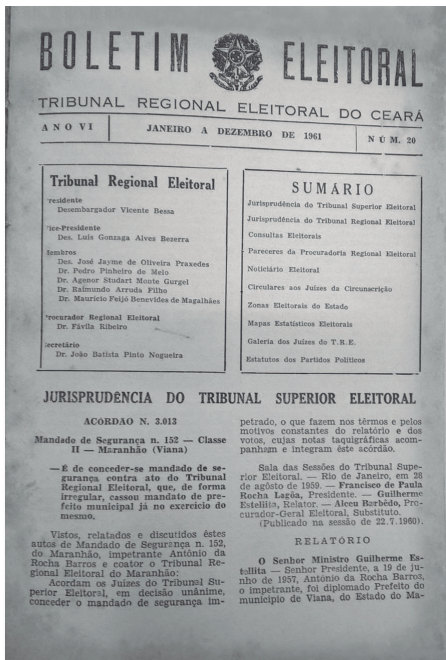 BOLETIM ELEITORAL
TRIBUNAL REGIONAL ELEITORAL DO CEARÁ
ANO VI
JANEIRO A DEZEMBRO DE 1961
NÚM. 20
Tribunal Regional Eleitoral
residente
Desembargador Vicente Bessa
ice-Presidente
Des. Luis Gonzaga Alves Bezerra
embros
Des. José Jayme de Oliveira Praxedes
Dr. Pedro Pinheiro de Melo
Dr. Agenor Studart Monte Gurgel
Dr. Raimundo Arruda Filho
Dr. Mauricio Feijó Benevides de Magalhães
rocurador Regional Eleitoral
Dr. Fávila Ribeiro
ecretário
Dr. João Batista Pinto Nogueira
SUMÁRIO
Jurisprudência do Tribunal Superior Eleitoral
Jurisprudência do Tribunal Regional Eleitoral
Consultas Eleitorais
Pareceres da Procuradoria Regional Eleitoral
Noticiário Eleitoral
Circulares aos Juízes da Circunscrição
Zonas Eleitorais do Estado
Mapas Estatísticos Eleitorais
Galeria dos Juízes do T.R.E.
Estatutos dos Partidos Políticos
JURISPRUDÊNCIA DO TRIBUNAL SUPERIOR ELEITORAL
ACORDAO N. 3.013
Mandado de Segurança n. 152 — Classe
II — Maranhão (Viana)
—É de conceder-se mandado de se-
gurança contra ato do Tribunal
Regional Eleitoral, que, de forma
irregular, cassou mandato de pre-
feito municipal já no exercício do
mesmo.
Vistos, relatados e discutidos êstes
autos de Mandado de Segurança n. 152,
do Maranhão, impetrante Antônio da
Rocha Barros e coator o Tribunal Re-
gional Eleitoral do Maranhão:
Acordam os Juizes do Tribunal Su-
perior Eleitoral, em decisão unânime,
conceder o mandado de segurança im-
petrado, o que fazem nos têrmos e pelos
motivos constantes do relatório e dos
votos, cujas notas taquigráficas acom-
panham e integram êste acórdão.
Sala das Sessões do Tribunal Supe-
rior Eleitoral. — Rio de Janeiro, em 28
de agôsto de 1959. — Francisco de Paula
Rocha Lagôa, Presidente. — Guilherme
Estellita, Relator. — Alceu Barbêdo, Pro-
curador-Geral Eleitoral, Substituto.
(Publicado na sessão de 22.7.1960).
RELATÓRIO
O Senhor Ministro Guilherme Es-
tellita — Senhor Presidente, a 19 de ju-
nho de 1957, Antônio da Rocha Barros,
o impetrante, foi diplomado Prefeito do
município de Viana, do Estado do Ma-